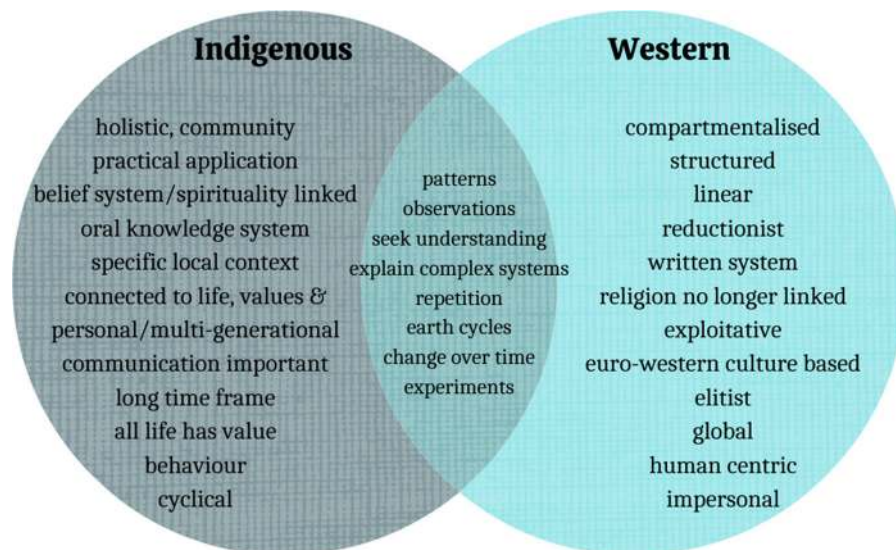 Indigenous
holistic, community
practical application
belief system/spirituality linked
oral knowledge system
specific local context
connected to life, values &
personal/multi-generational
communication important
long time frame
all life has value
behaviour
cyclical
patterns
observations
seek understanding
explain complex systems
repetition
earth cycles
change over time
experiments
Western
compartmentalised
structured
linear
reductionist
written system
religion no longer linked
exploitative
euro-western culture based
elitist
global
human centric
impersonal